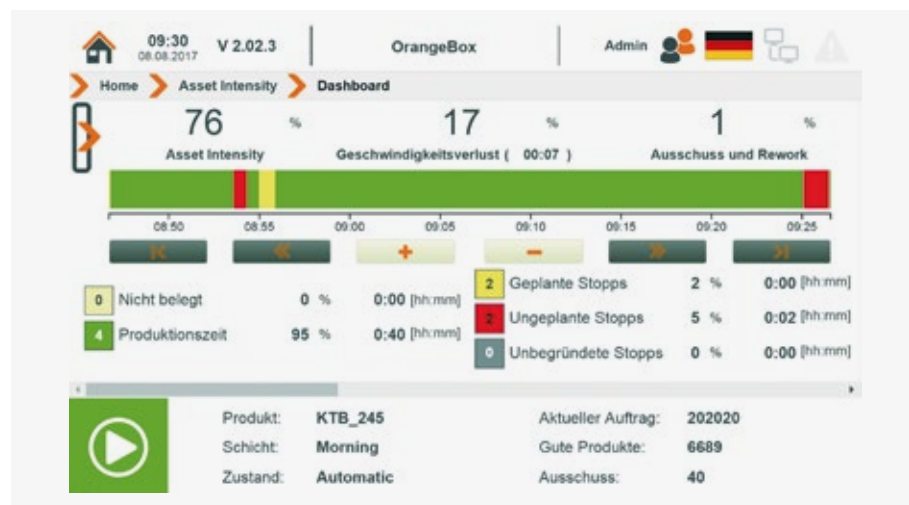 09:30 V 2.02.3 OrangeBox Admin
08.08.2017
Home Asset Intensity Dashboard
76 % 17 % 1 %
Asset Intensity Geschwindigkeitsverlust ( 00:07 ) Ausschuss und Rework
08:50 08:55 09:00 09:05 09:10 09:15 09:20 09:25
0 Nicht belegt 0 % 0:00 [hh:mm]
4 Produktionszeit 95 % 0:40 [hh:mm]
2 Geplante Stopps 2 % 0:00 [hh:mm]
2 Ungeplante Stopps 5 % 0:02 [hh:mm]
0 Unbegründete Stopps 0 % 0:00 [hh:mm]
Produkt: KTB_245 Aktueller Auftrag: 202020
Schicht: Morning Gute Produkte: 6689
Zustand: Automatic Ausschuss: 40